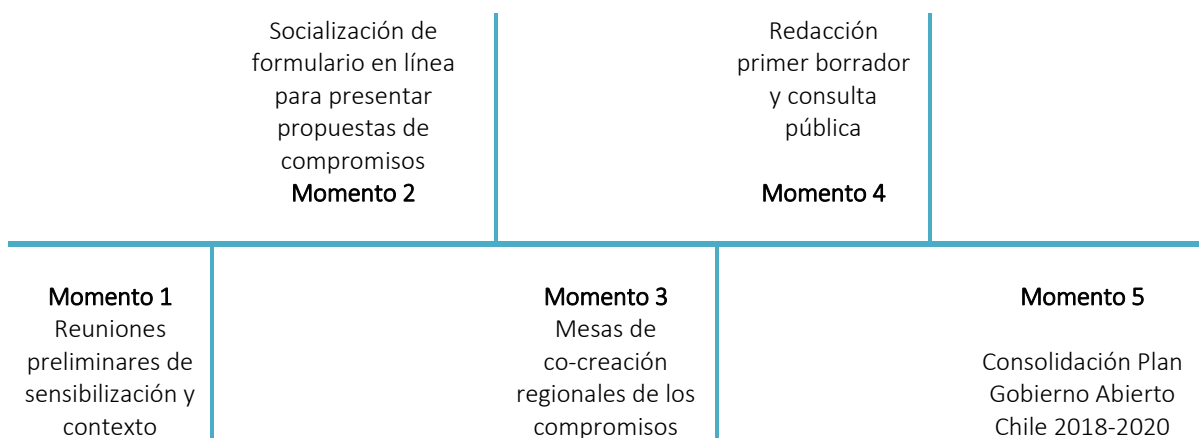 Socialización de
formulario en línea
para presentar
propuestas de
compromisos
Momento 2
Redacción
primer borrador
y consulta
pública
Momento 4
Momento 1
Reuniones
preliminares de
sensibilización y
contexto
Momento 3
Mesas de
co-creación
regionales de los
compromisos
Momento 5
Consolidación Plan
Gobierno Abierto
Chile 2018-2020